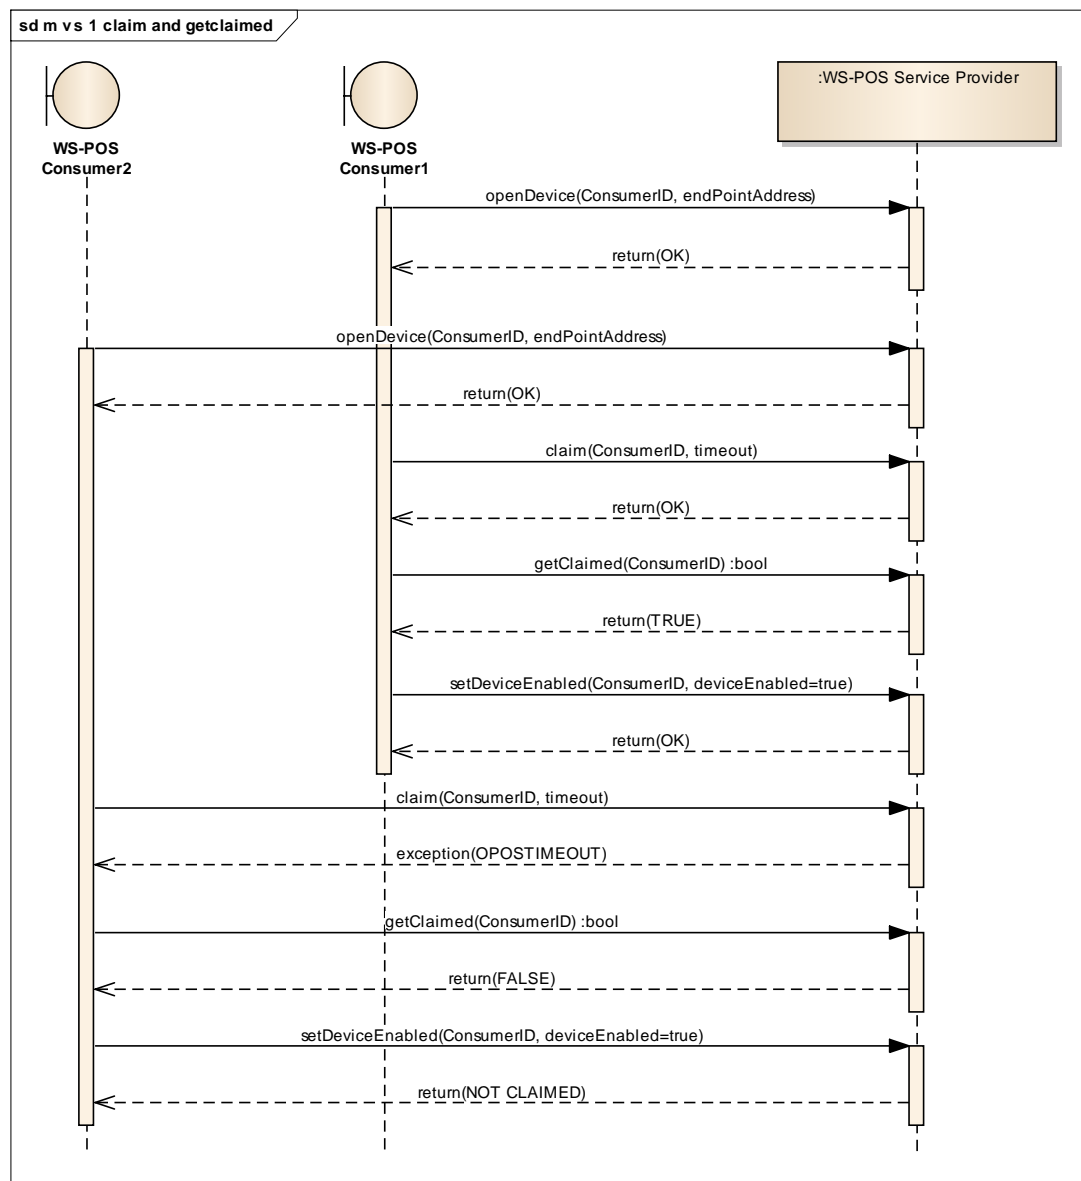 sd m v s 1 claim and getclaimed
WS-POS
Consumer2
WS-POS
Consumer1
:WS-POS Service Provider
openDevice(ConsumerID, endPointAddress)
return(OK)
openDevice(ConsumerID, endPointAddress)
return(OK)
claim(ConsumerID, timeout)
return(OK)
getClaimed(ConsumerID) :bool
return(TRUE)
setDeviceEnabled(ConsumerID, deviceEnabled=true)
return(OK)
claim(ConsumerID, timeout)
exception(OPOSTIMEOUT)
getClaimed(ConsumerID) :bool
return(FALSE)
setDeviceEnabled(ConsumerID, deviceEnabled=true)
return(NOT CLAIMED)